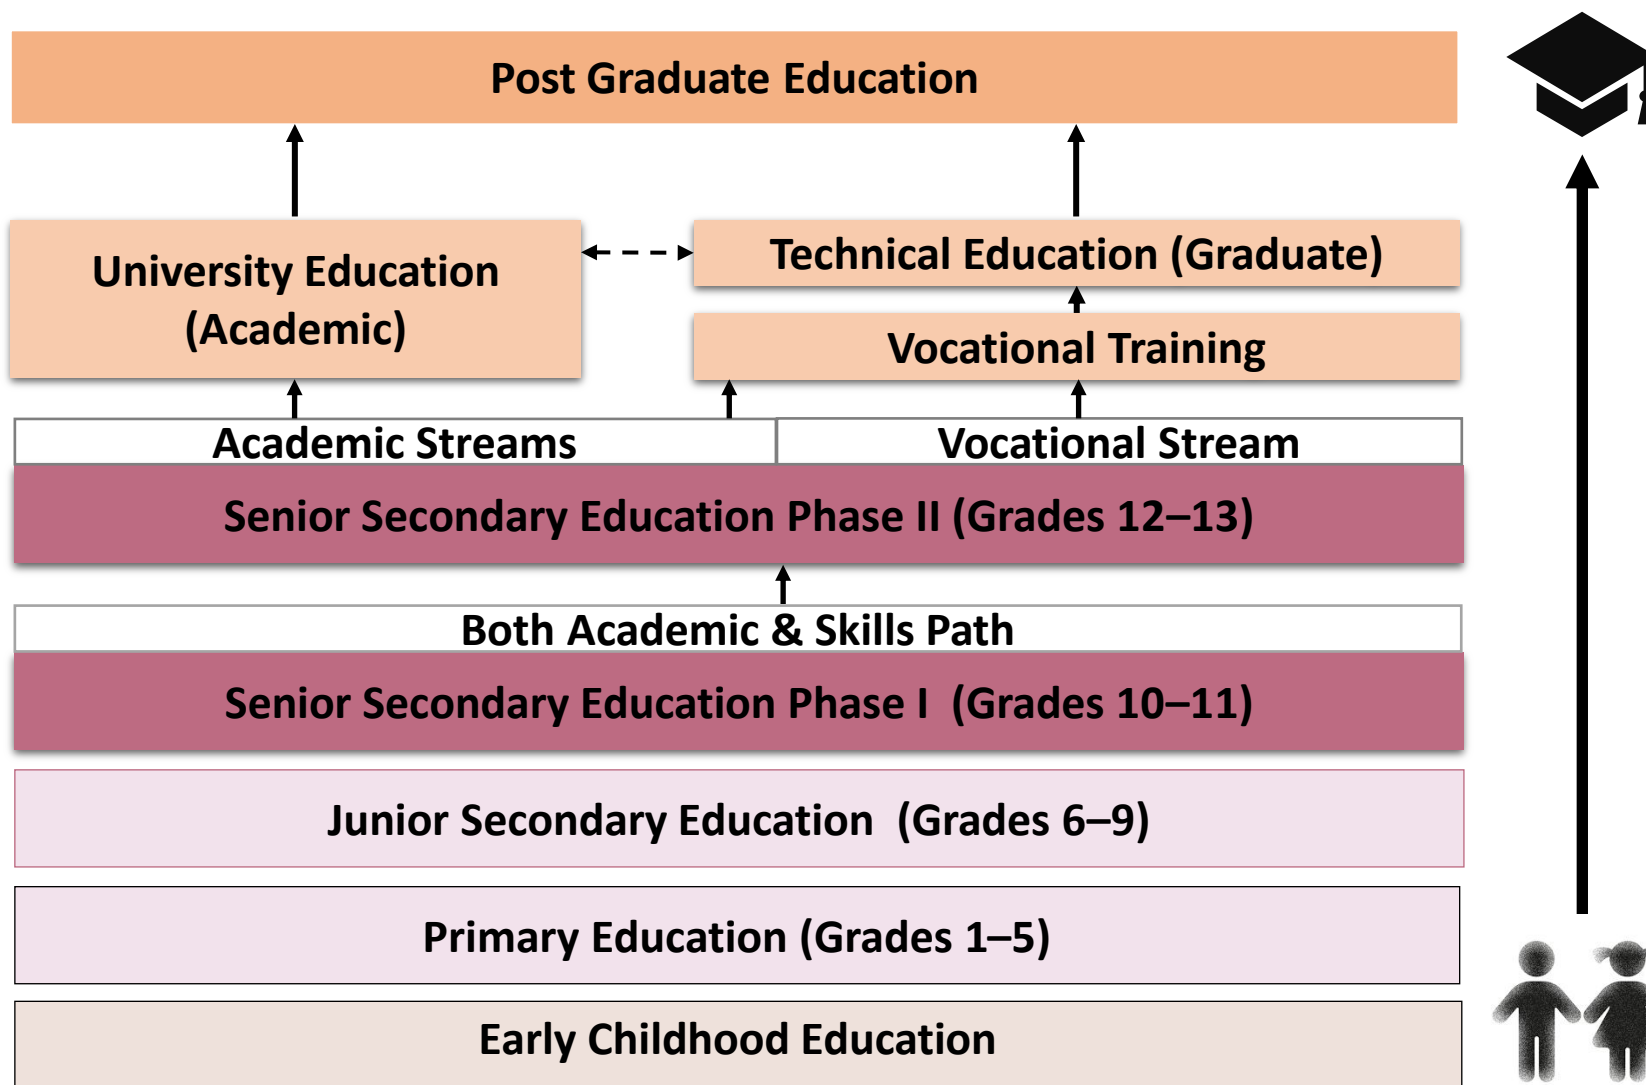 Post Graduate Education
University Education
(Academic)
Technical Education (Graduate)
Vocational Training
Academic Streams
Vocational Stream
Senior Secondary Education Phase II (Grades 12–13)
Both Academic & Skills Path
Senior Secondary Education Phase I  (Grades 10–11)
Junior Secondary Education  (Grades 6–9)
Primary Education (Grades 1–5)
Early Childhood Education